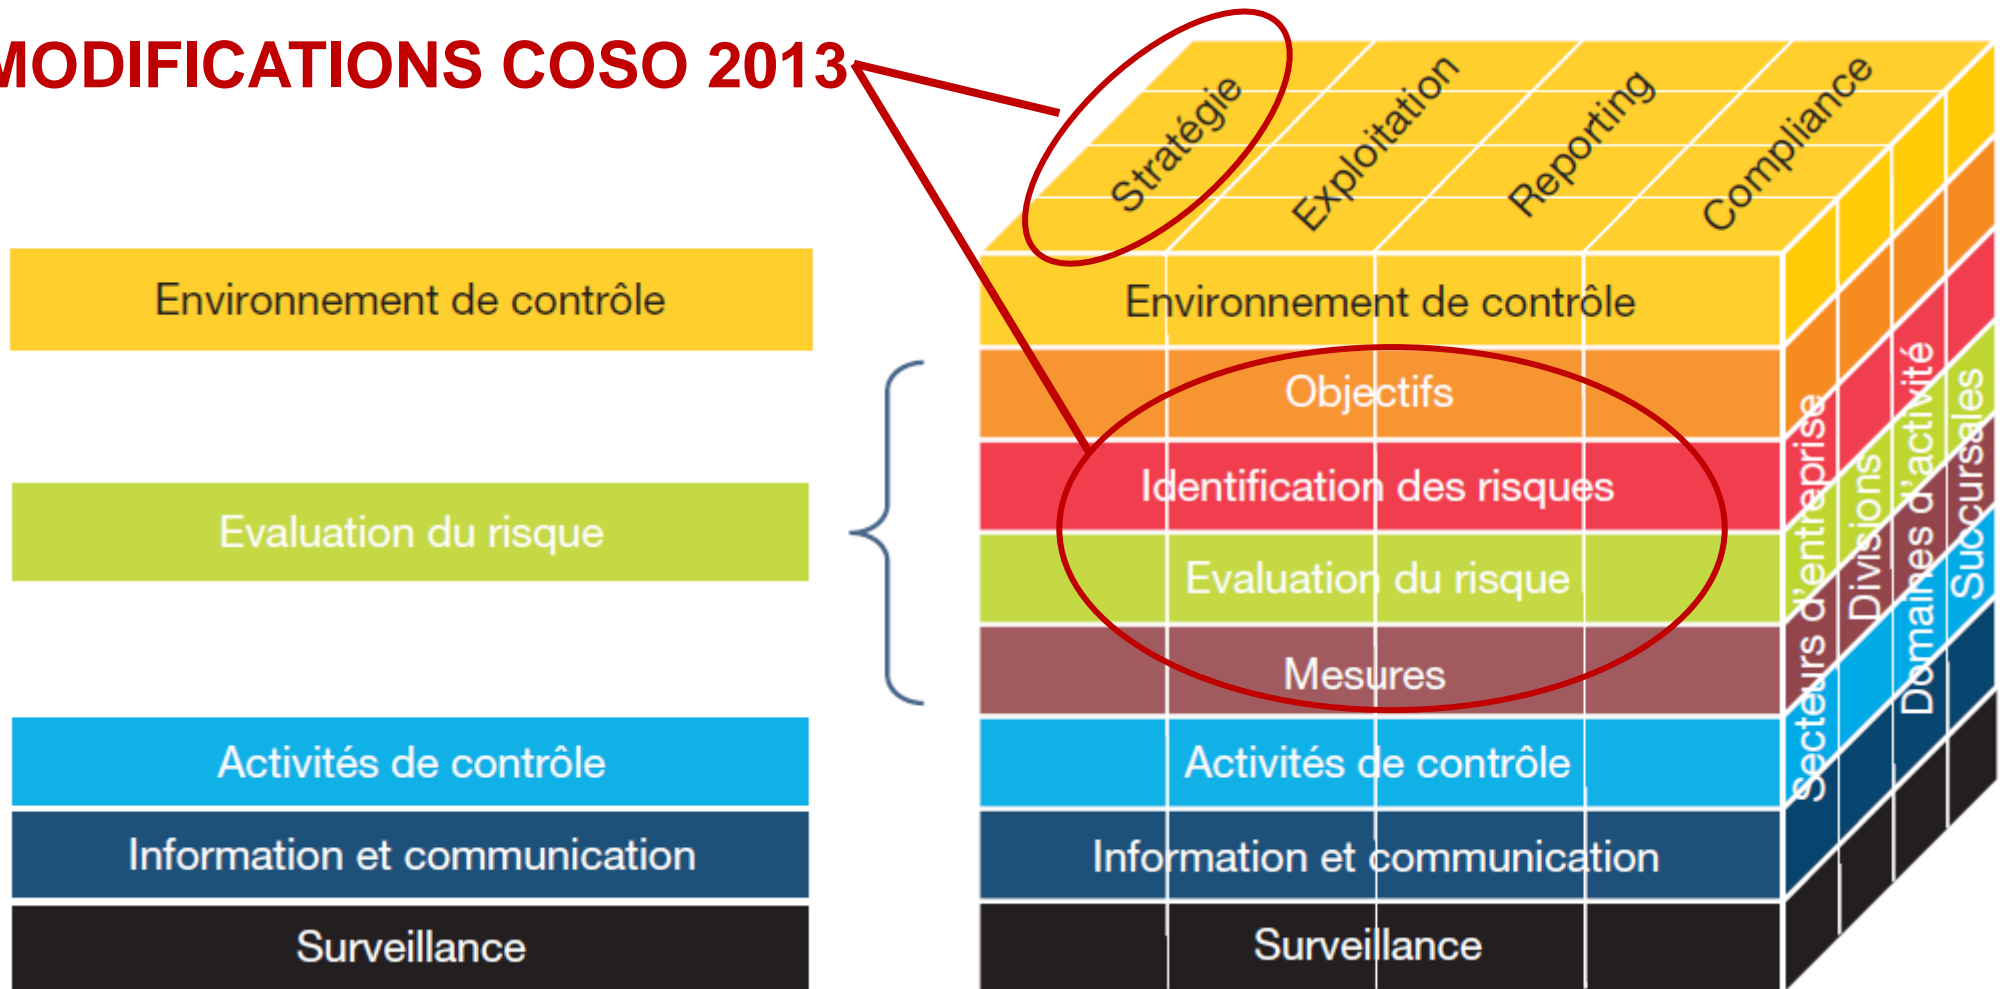 MODIFICATIONS COSO 2013
Stratégie
Exploitation
Reporting
Compliance
Environnement de contrôle
Evaluation du risque
Activités de contrôle
Information et communication
Surveillance
Environnement de contrôle
Objectifs
Identification des risques
Evaluation du risque
Mesures
Activités de contrôle
Information et communication
Surveillance
Secteurs d'entreprise
Divisions
Domaines d'activité
Succursales